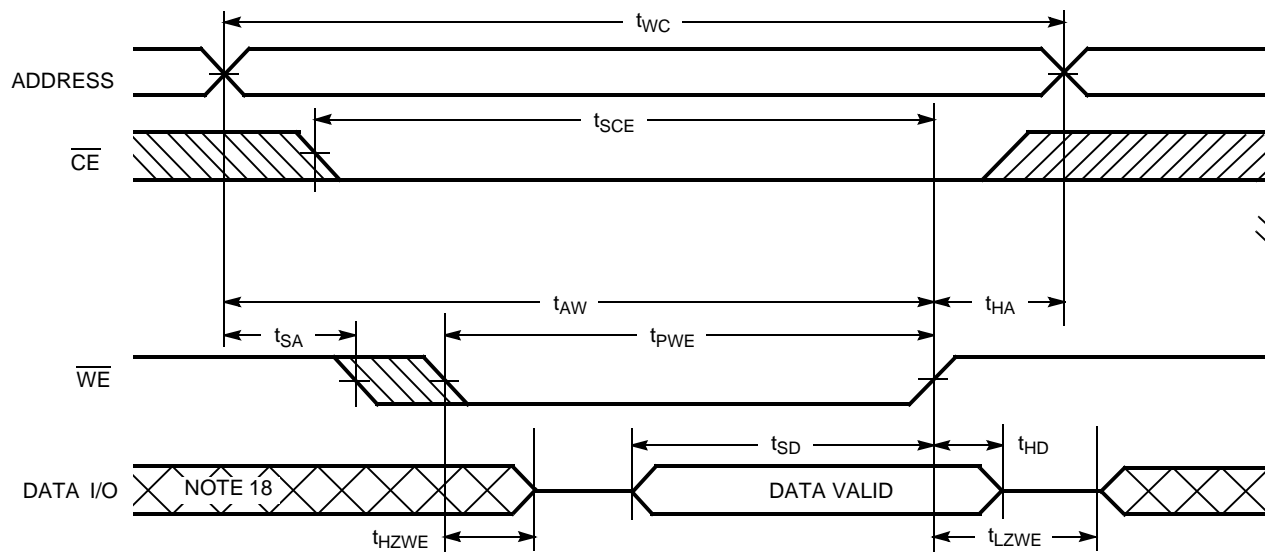 tWC
ADDRESS
tSCE
CE
tAW
tHA
tSA
tPWE
WE
tSD
tHD
DATA I/O
NOTE 18
DATA VALID
tHZWE
tLZWE